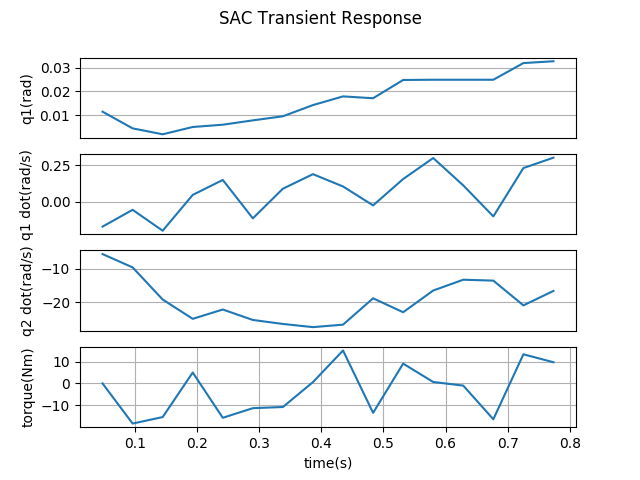 SAC Transient Response
q1(rad)
0.03
0.02
0.01
q1 dot(rad/s)
0.25
0.00
q2 dot(rad/s)
−10
−20
torque(Nm)
10
0
−10
0.1 0.2 0.3 0.4 0.5 0.6 0.7 0.8
time(s)